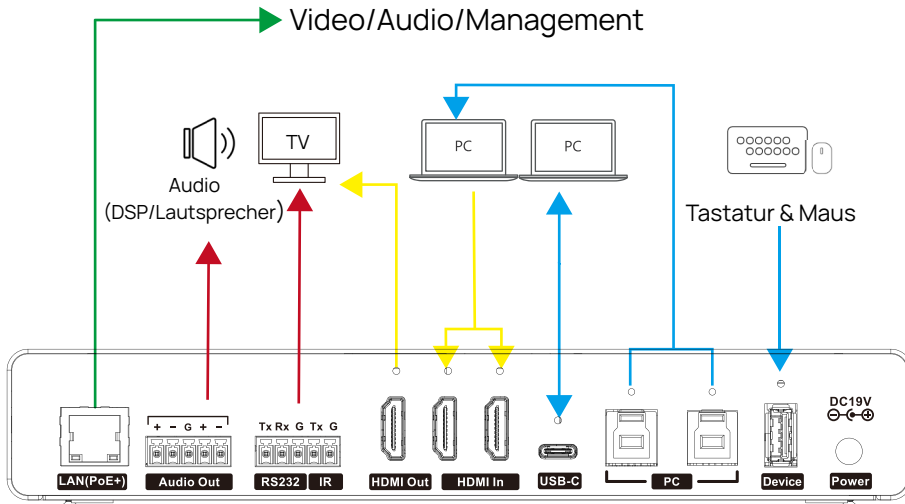 Video/Audio/Management
TV
PC
PC
Audio
(DSP/Lautsprecher)
Tastatur & Maus
DC19V
+ − G + −
Tx Rx G Tx G
LAN(PoE+)
Audio Out
RS232
IR
HDMI Out
HDMI In
USB-C
PC
Device
Power